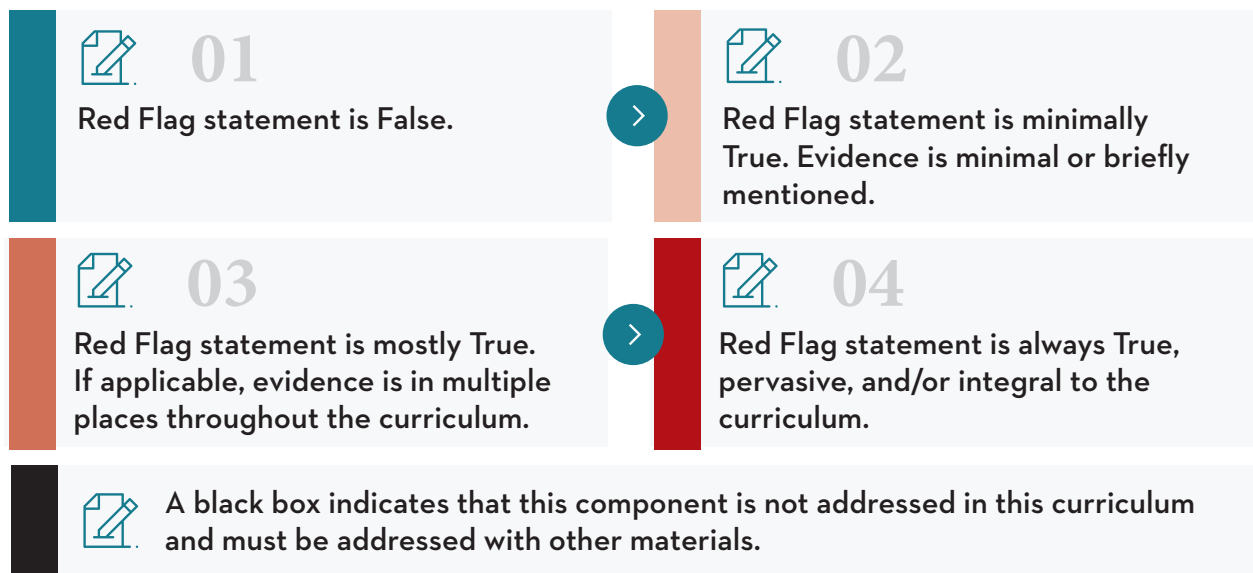 01
Red Flag statement is False.
02
Red Flag statement is minimally
True. Evidence is minimal or briefly
mentioned.
03
Red Flag statement is mostly True.
If applicable, evidence is in multiple
places throughout the curriculum.
04
Red Flag statement is always True,
pervasive, and/or integral to the
curriculum.
A black box indicates that this component is not addressed in this curriculum
and must be addressed with other materials.